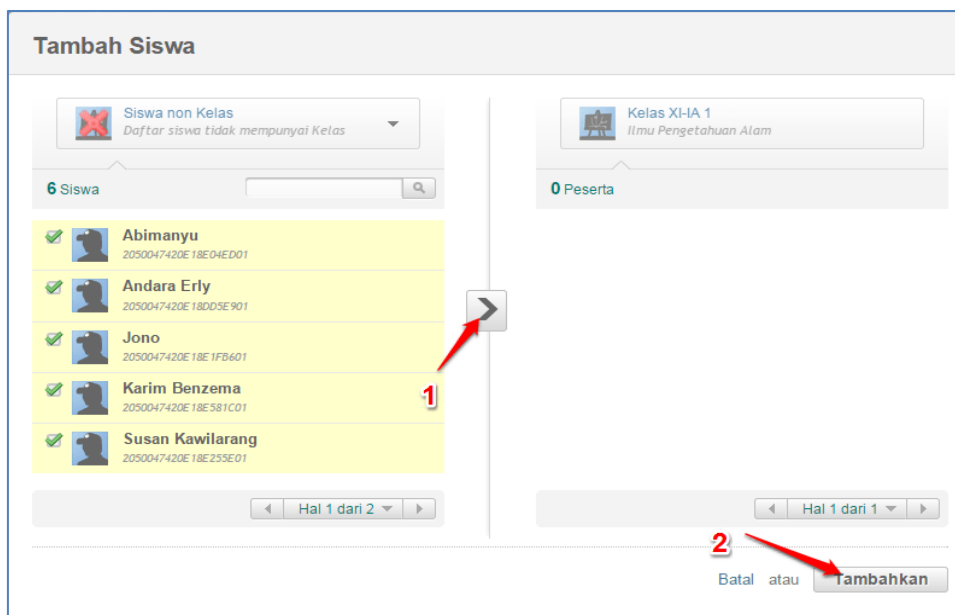 Tambah Siswa
Siswa non Kelas
Daftar siswa tidak mempunyai Kelas
6 Siswa
Abimanyu
2050047420E18E04ED01
Andara Erly
2050047420E18DD5E901
Jono
2050047420E18E1FB601
Karim Benzema
2050047420E18E581C01
Susan Kawilarang
2050047420E18E255E01
Hal 1 dari 2
1
Kelas XI-IA 1
Ilmu Pengetahuan Alam
0 Peserta
Hal 1 dari 1
2
Batal atau Tambahkan